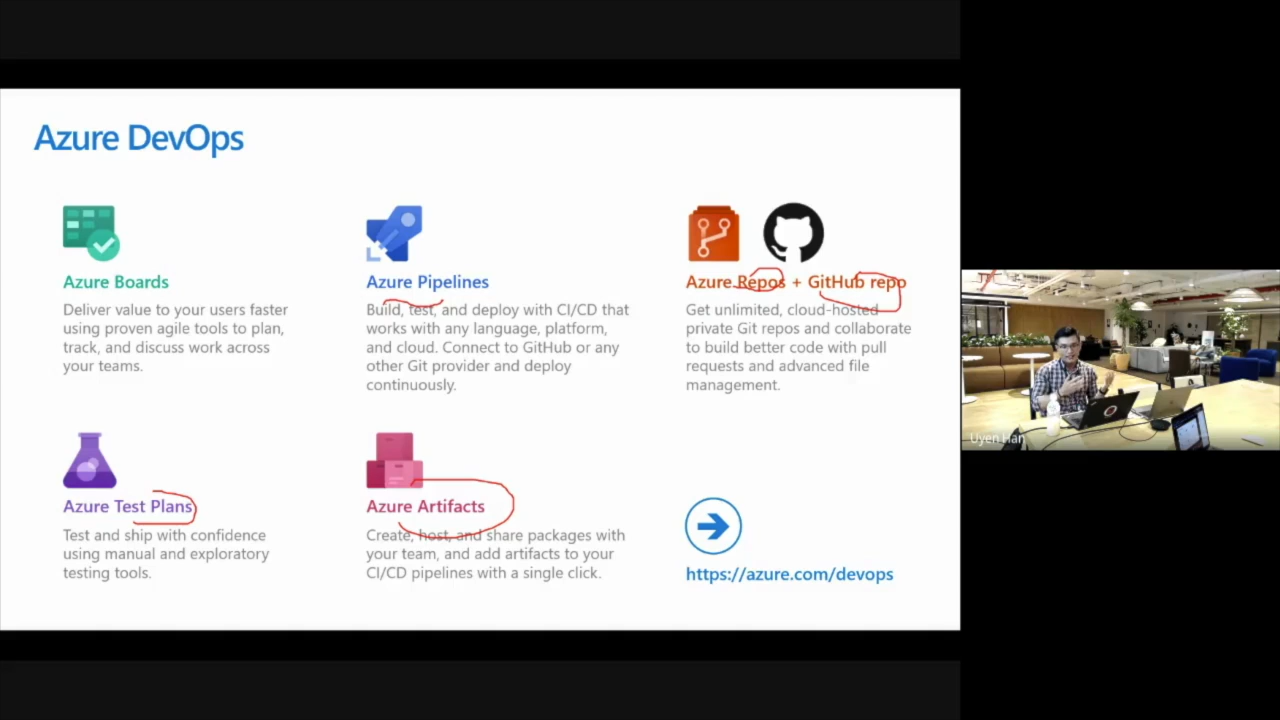 Azure DevOps
Azure Boards
Deliver value to your users faster
using proven agile tools to plan,
track, and discuss work across
your teams.
Azure Pipelines
Build, test, and deploy with CI/CD that
works with any language, platform,
and cloud. Connect to GitHub or any
other Git provider and deploy
continuously.
Azure Repos + GitHub repo
Get unlimited, cloud-hosted
private Git repos and collaborate
to build better code with pull
requests and advanced file
management.
Azure Test Plans
Test and ship with confidence
using manual and exploratory
testing tools.
Azure Artifacts
Create, host, and share packages with
your team, and add artifacts to your
CI/CD pipelines with a single click.
https://azure.com/devops
Uyen Han